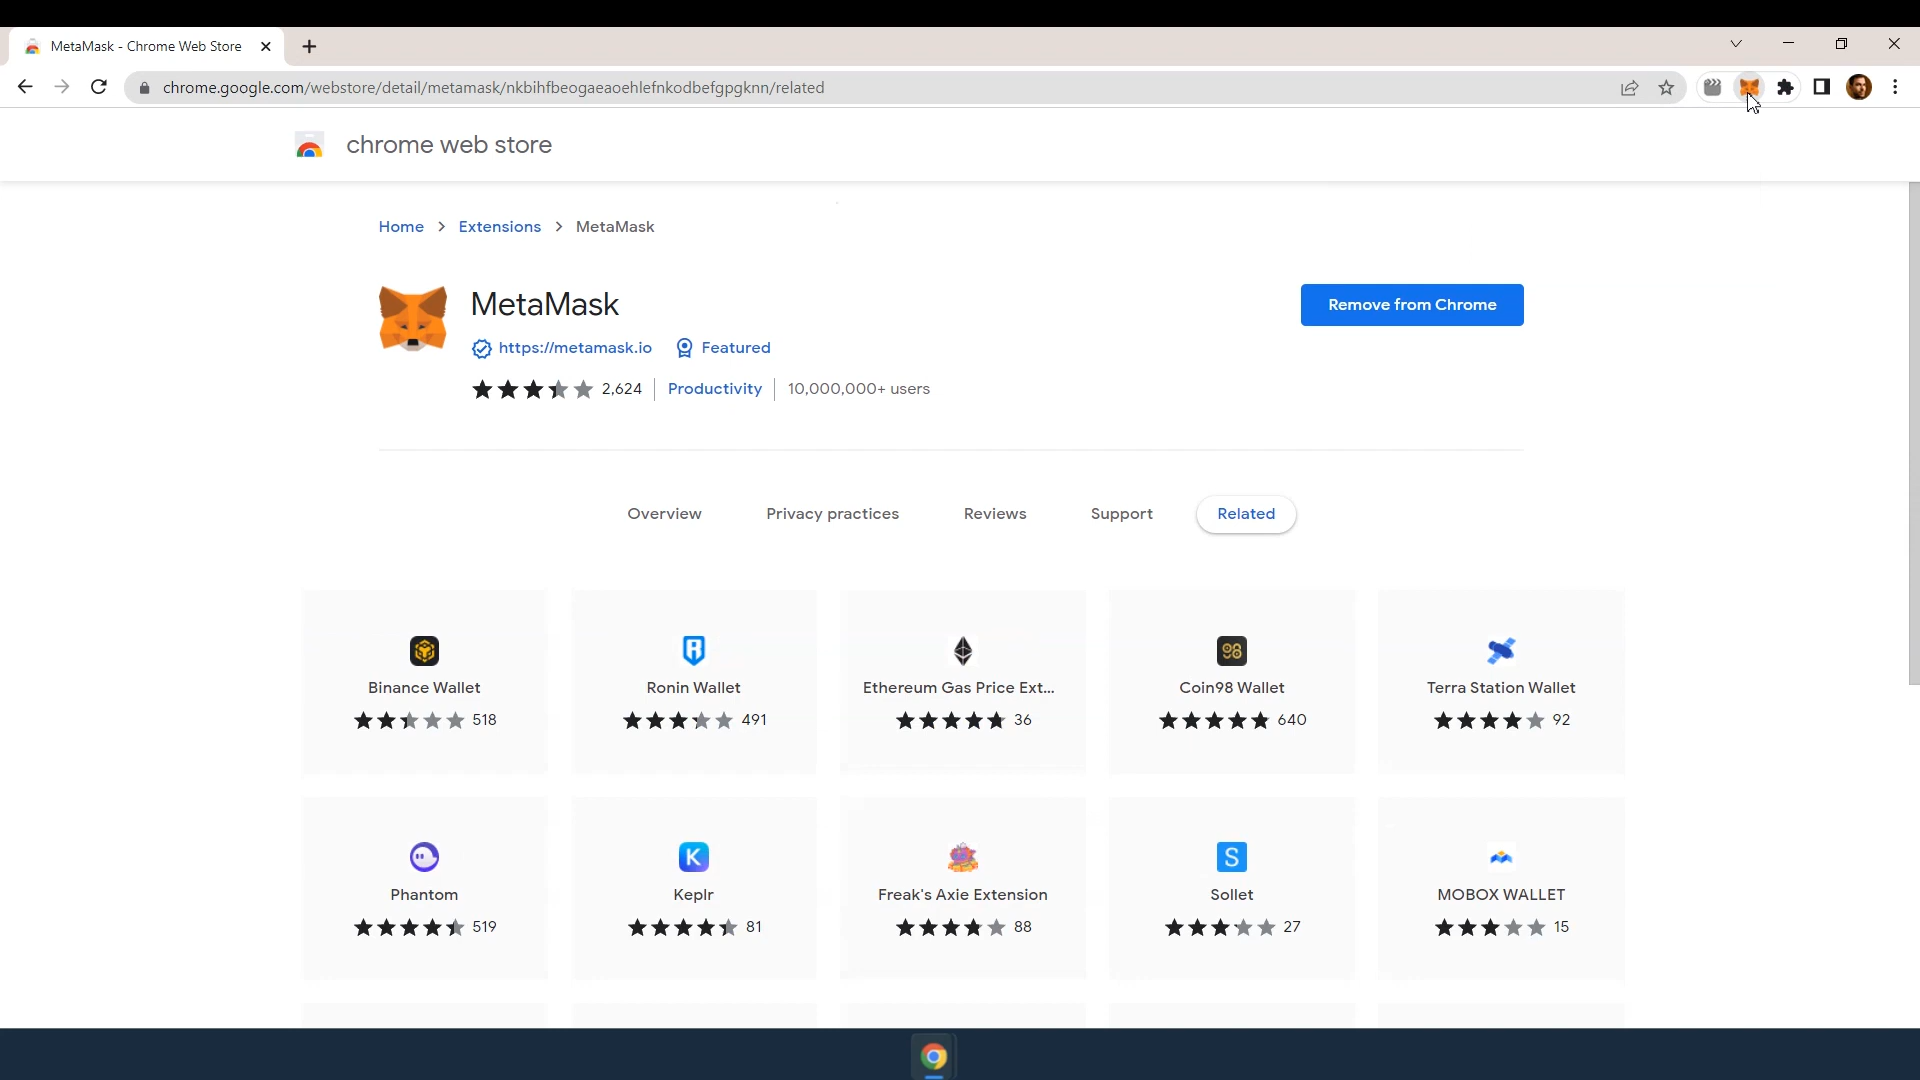 MetaMask - Chrome Web Store
chrome.google.com/webstore/detail/metamask/nkbihfbeogaeaoehlefnkodbefgpgknn/related
chrome web store
Home > Extensions > MetaMask
MetaMask
Remove from Chrome
https://metamask.io Featured
2,624 Productivity 10,000,000+ users
Overview Privacy practices Reviews Support Related
Binance Wallet Ronin Wallet Ethereum Gas Price Ext... Coin98 Wallet Terra Station Wallet
518 491 36 640 92
Phantom Keplr Freak's Axie Extension Sollet MOBOX WALLET
519 81 88 27 15